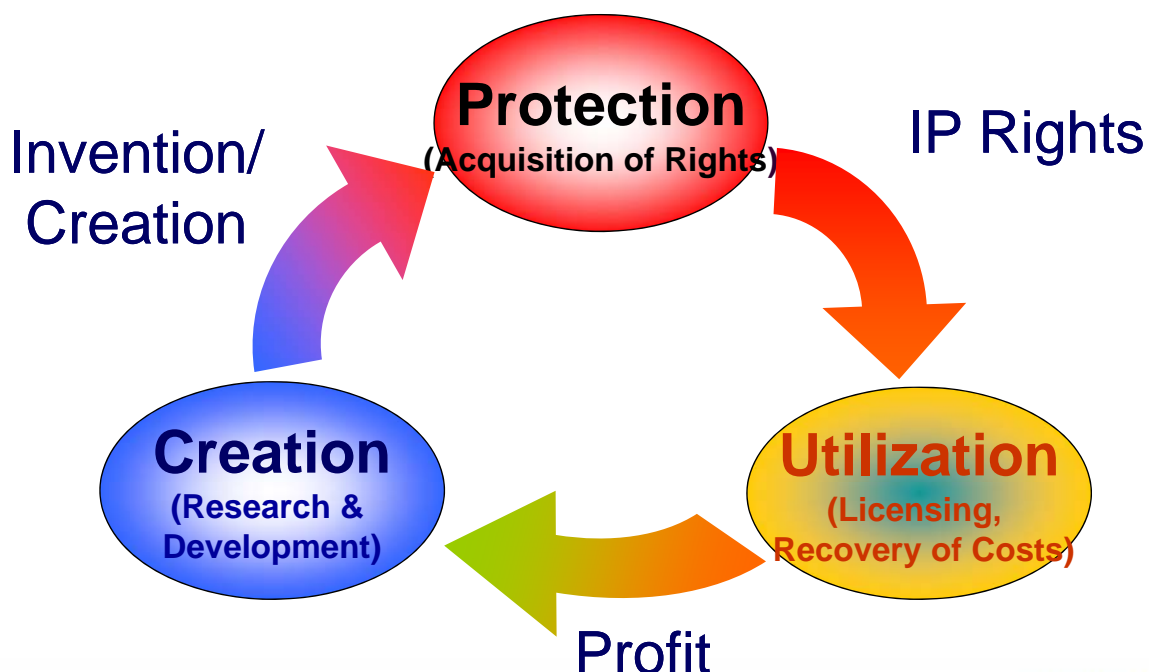 Protection
(Acquisition of Rights)
IP Rights
Invention/
Creation
Creation
(Research &
Development)
Utilization
(Licensing,
Recovery of Costs)
Profit